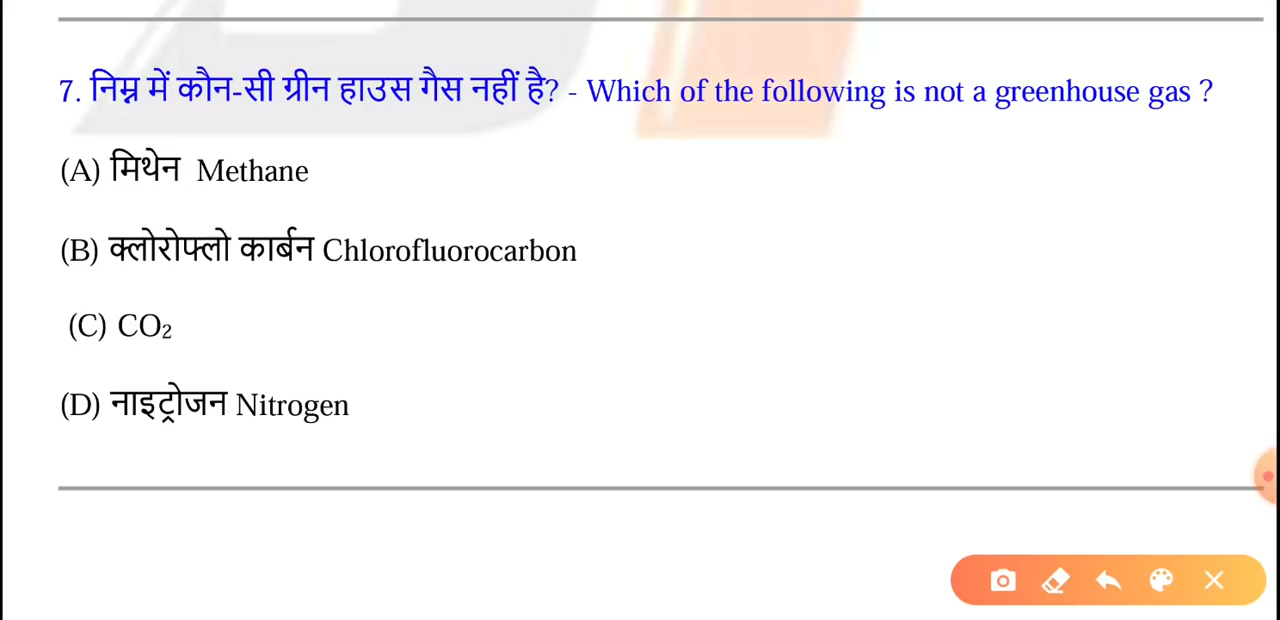 7. निम्न में कौन-सी ग्रीन हाउस गैस नहीं है? - Which of the following is not a greenhouse gas ?
(A) मिथेन Methane
(B) क्लोरोफ्लो कार्बन Chlorofluorocarbon
(C) CO₂
(D) नाइट्रोजन Nitrogen